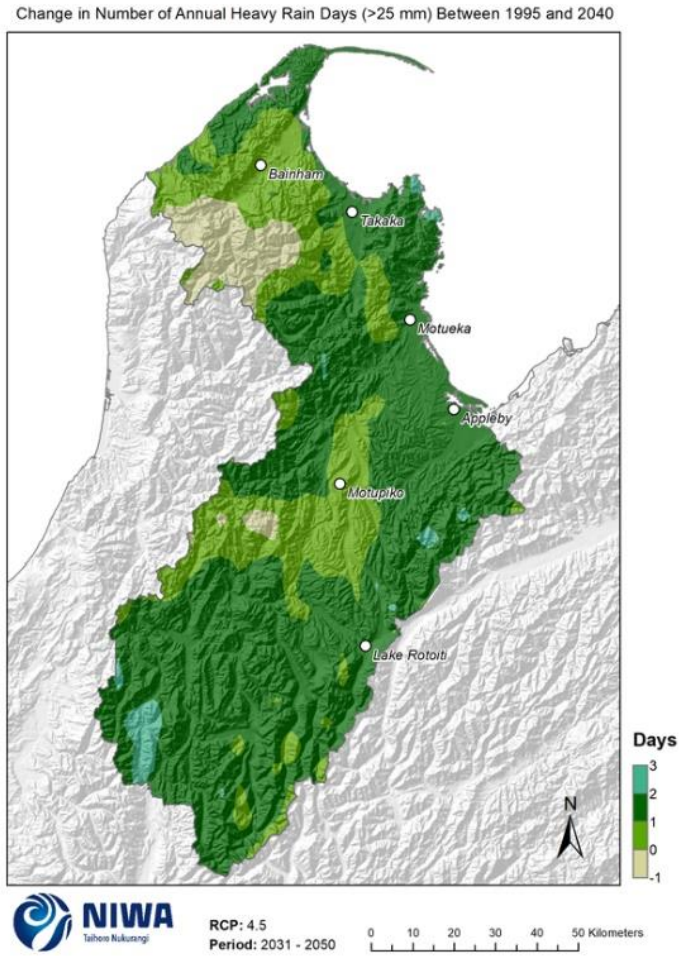 Change in Number of Annual Heavy Rain Days (>25 mm) Between 1995 and 2040
Bainham
Takaka
Motueka
Appleby
Motupiko
Lake Rotoiti
Days
3
2
1
0
-1
N
NIWA
Taihoro Nukurangi
RCP: 4.5
Period: 2031 - 2050
0 10 20 30 40 50 Kilometers